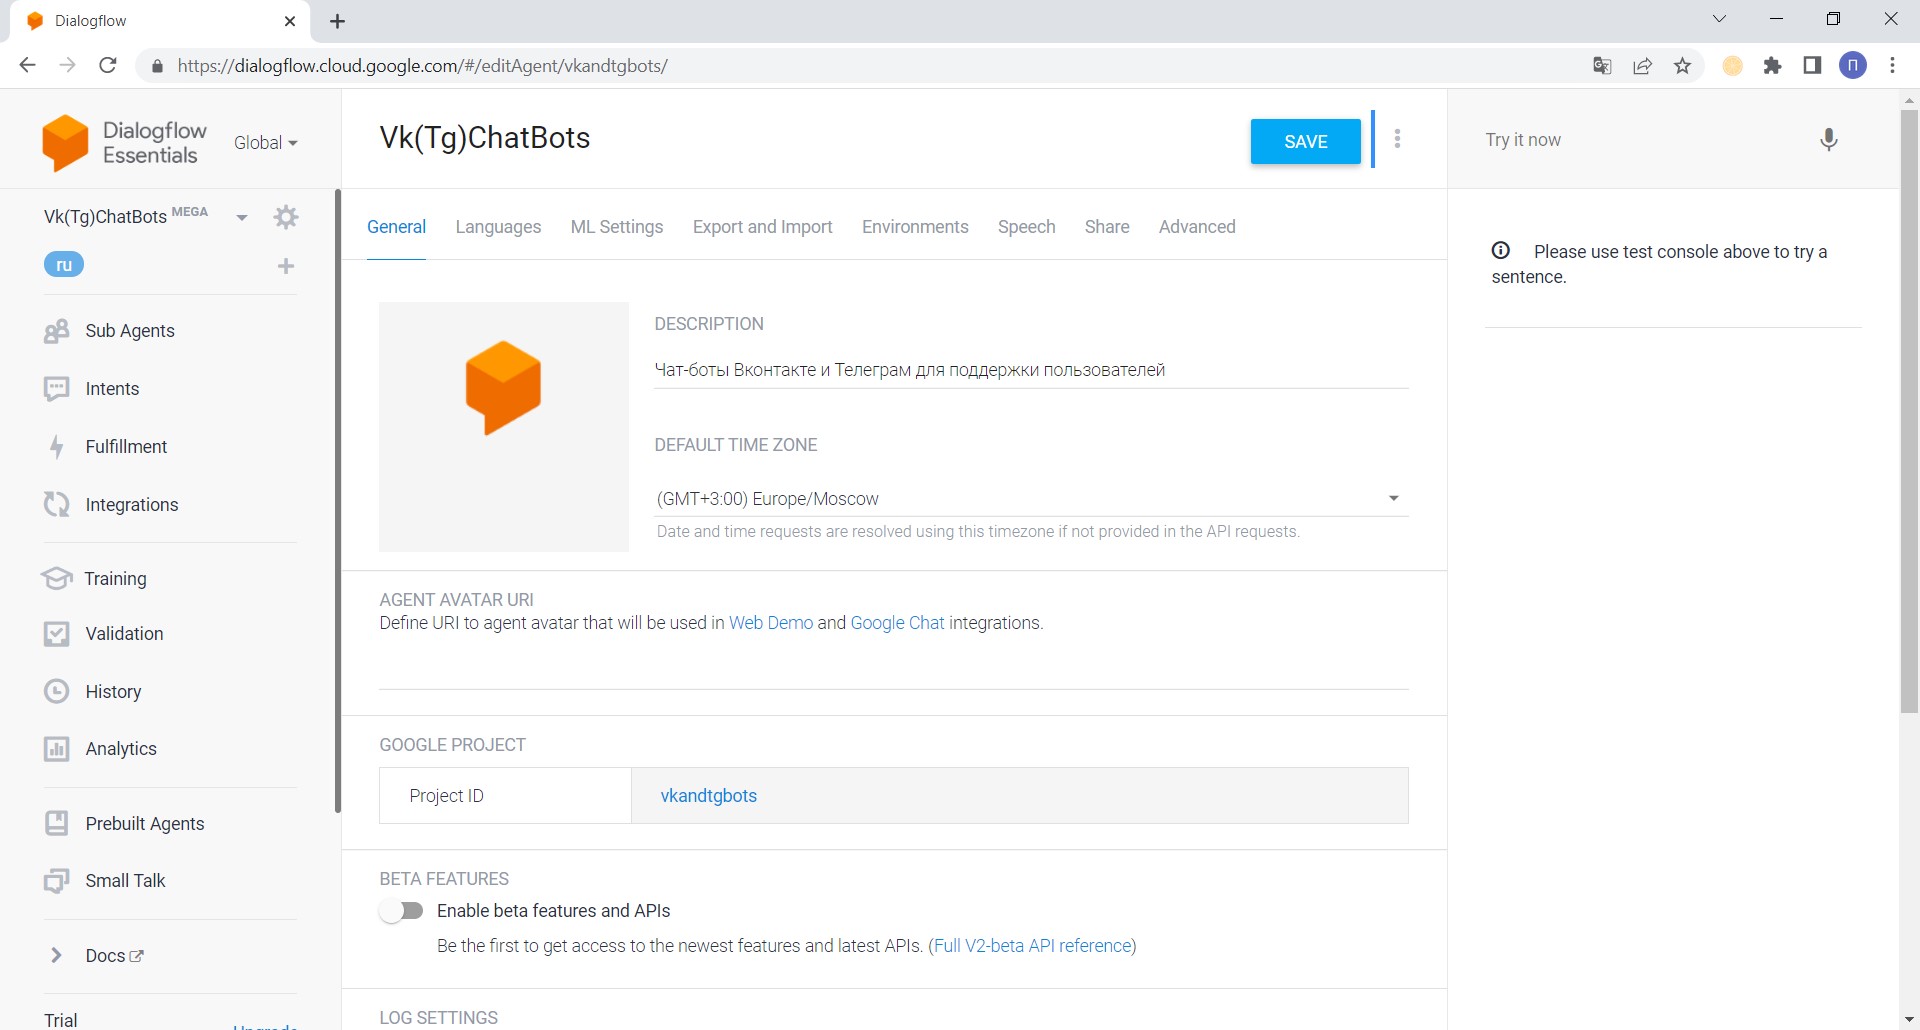 Dialogflow
https://dialogflow.cloud.google.com/#/editAgent/vkandtgbots/
П
Dialogflow
Essentials
Global
Vk(Tg)ChatBots MEGA
ru
Sub Agents
Intents
Fulfillment
Integrations
Training
Validation
History
Analytics
Prebuilt Agents
Small Talk
Docs
Trial
Upgrade
Vk(Tg)ChatBots
SAVE
General Languages ML Settings Export and Import Environments Speech Share Advanced
DESCRIPTION
Чат-боты Вконтакте и Телеграм для поддержки пользователей
DEFAULT TIME ZONE
(GMT+3:00) Europe/Moscow
Date and time requests are resolved using this timezone if not provided in the API requests.
AGENT AVATAR URI
Define URI to agent avatar that will be used in Web Demo and Google Chat integrations.
GOOGLE PROJECT
Project ID vkandtgbots
BETA FEATURES
Enable beta features and APIs
Be the first to get access to the newest features and latest APIs. (Full V2-beta API reference)
LOG SETTINGS
Try it now
Please use test console above to try a
sentence.